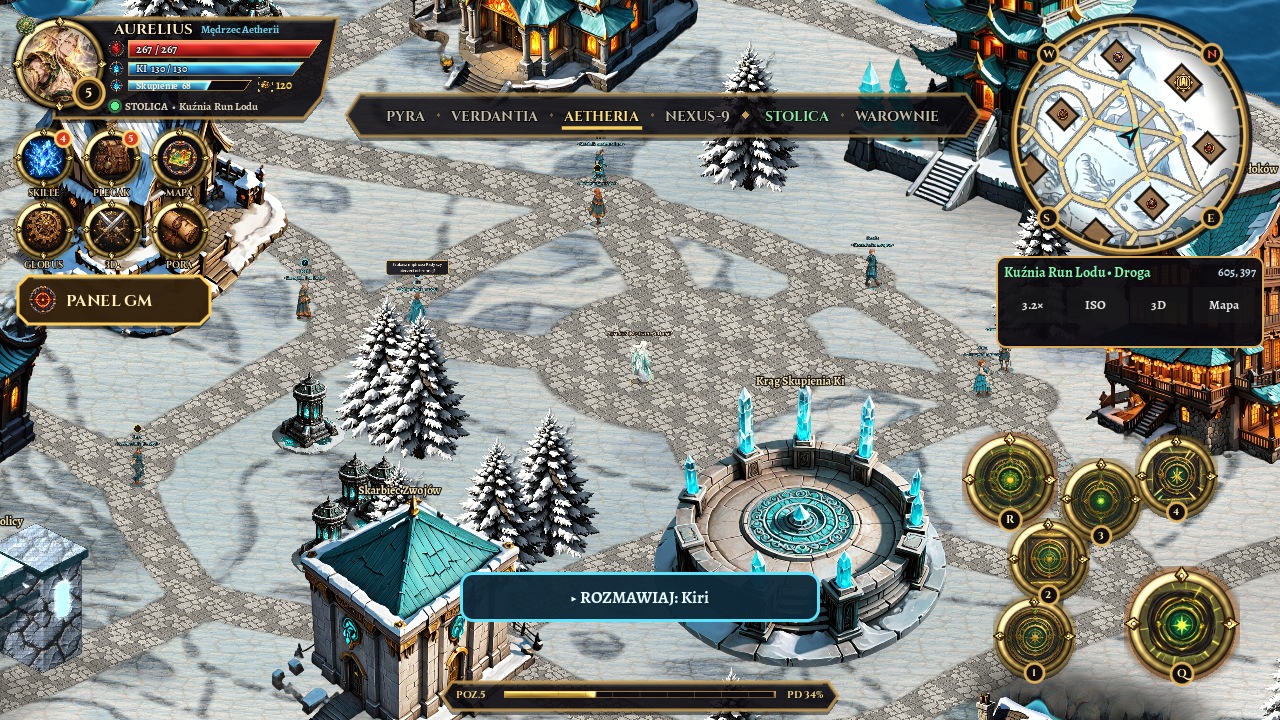 AURELIUS Mędrzec Aetherii
267 / 267
KI 130 / 130
Skupienie 68
120
5
STOLICA • Kuźnia Run Lodu
4
5
SKILLE PLECAK MAPA
GLOBUS PORA
PANEL GM
PYRA VERDANTIA AETHERIA NEXUS-9 STOLICA WAROWNIE
W N
S E
Kuźnia Run Lodu • Droga 605,397
3.2× ISO 3D Mapa
Krąg Skupienia Ki
Skarbiec Zwojów
▸ ROZMAWIAJ: Kiri
R
4
3
2
1
Q
POZ.5 PD 34%